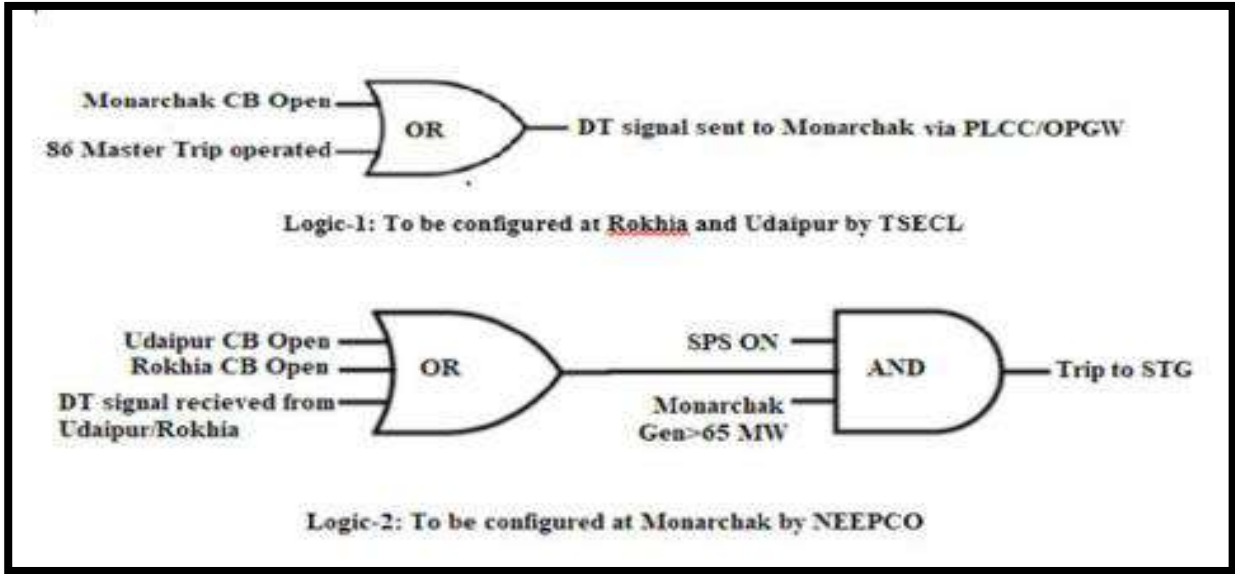 Monarchak CB Open
86 Master Trip operated
OR
DT signal sent to Monarchak via PLCC/OPGW
Logic-1: To be configured at Rokhia and Udaipur by TSECL
Udaipur CB Open
Rokhia CB Open
DT signal recieved from
Udaipur/Rokhia
OR
SPS ON
Monarchak
Gen>65 MW
AND
Trip to STG
Logic-2: To be configured at Monarchak by NEEPCO